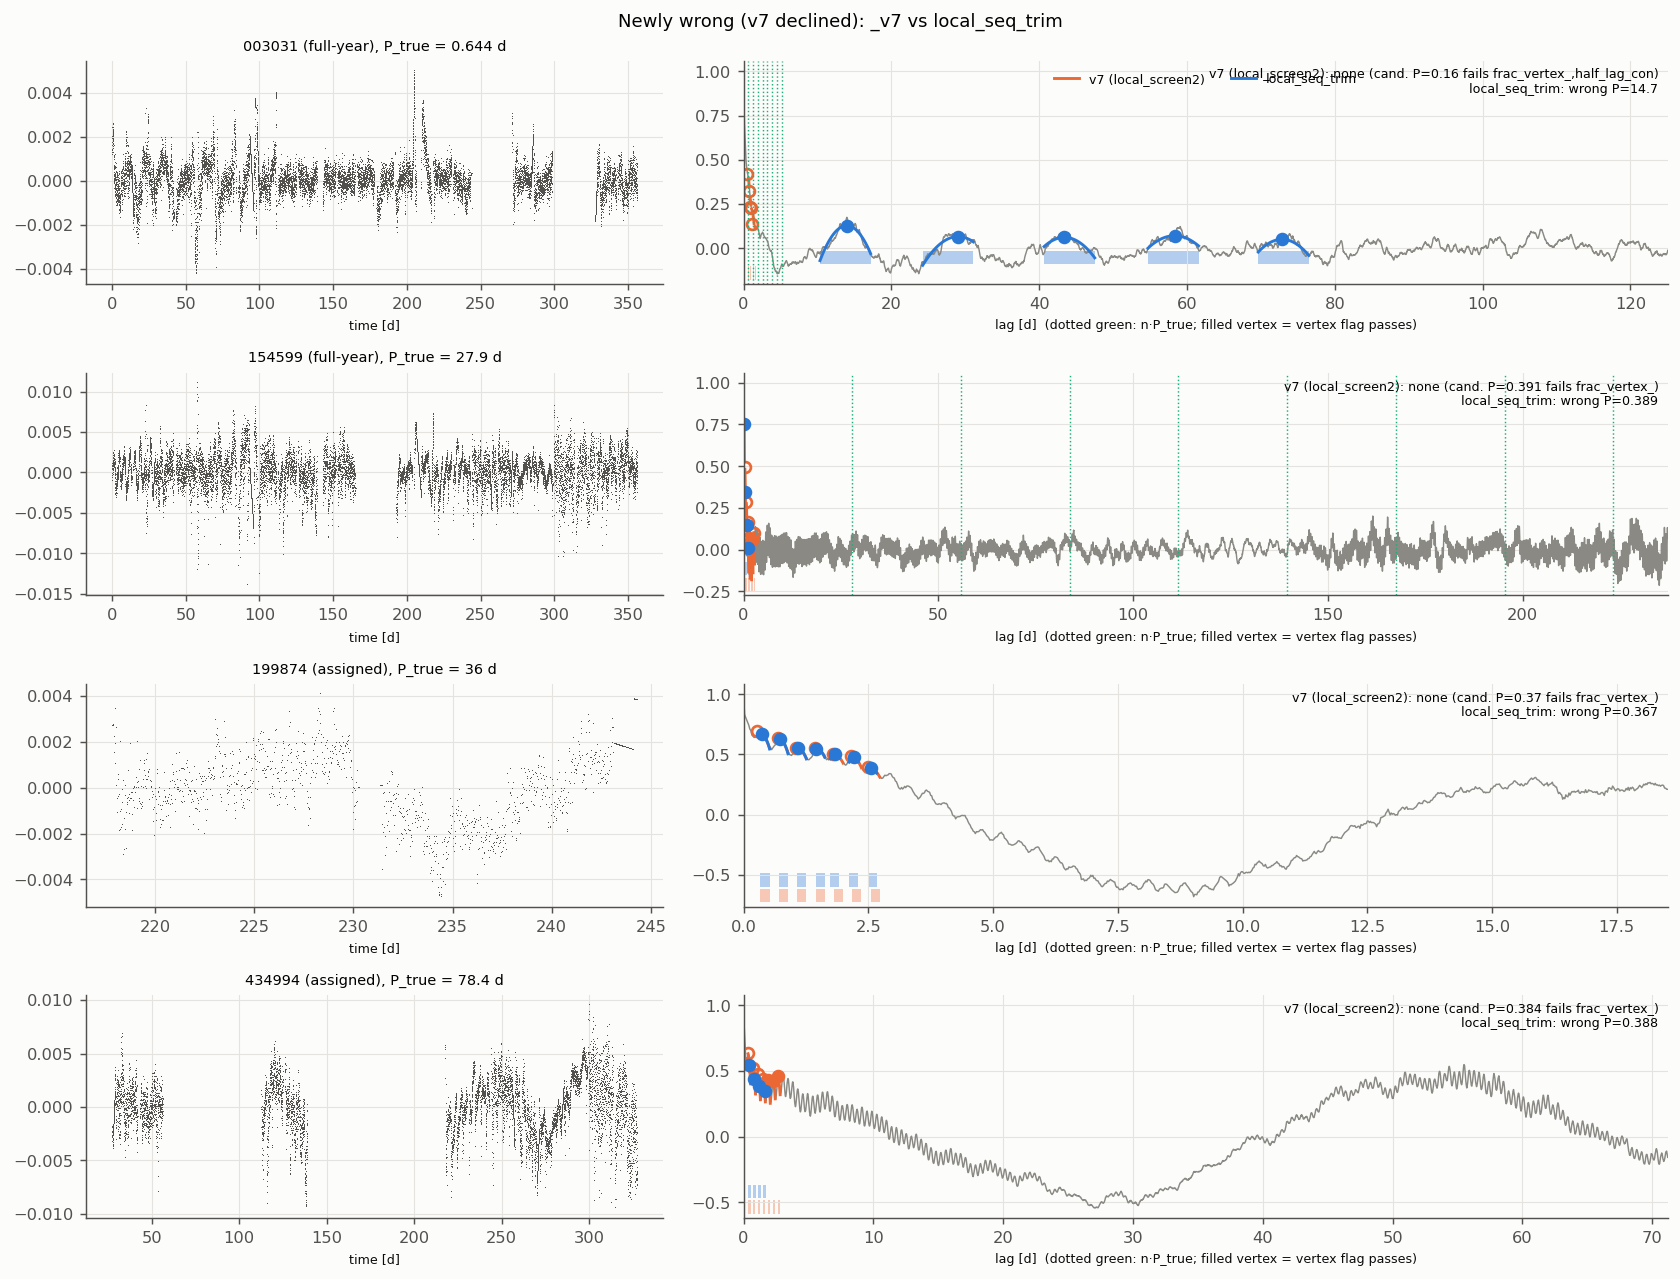 Newly wrong (v7 declined): _v7 vs local_seq_trim
003031 (full-year), P_true = 0.644 d
0.004
0.002
0.000
−0.002
−0.004
0 50 100 150 200 250 300 350
time [d]
1.00
0.75
0.50
0.25
0.00
v7 (local_screen2)
local_seq_trim
v7 (local_screen2): none (cand. P=0.16 fails frac_vertex_,half_lag_con)
local_seq_trim: wrong P=14.7
0 20 40 60 80 100 120
lag [d] (dotted green: n·P_true; filled vertex = vertex flag passes)
154599 (full-year), P_true = 27.9 d
0.010
0.005
0.000
−0.005
−0.010
−0.015
0 50 100 150 200 250 300 350
time [d]
1.00
0.75
0.50
0.25
0.00
−0.25
v7 (local_screen2): none (cand. P=0.391 fails frac_vertex_)
local_seq_trim: wrong P=0.389
0 50 100 150 200
lag [d] (dotted green: n·P_true; filled vertex = vertex flag passes)
199874 (assigned), P_true = 36 d
0.004
0.002
0.000
−0.002
−0.004
220 225 230 235 240 245
time [d]
1.0
0.5
0.0
−0.5
v7 (local_screen2): none (cand. P=0.37 fails frac_vertex_)
local_seq_trim: wrong P=0.367
0.0 2.5 5.0 7.5 10.0 12.5 15.0 17.5
lag [d] (dotted green: n·P_true; filled vertex = vertex flag passes)
434994 (assigned), P_true = 78.4 d
0.010
0.005
0.000
−0.005
−0.010
50 100 150 200 250 300
time [d]
1.0
0.5
0.0
−0.5
v7 (local_screen2): none (cand. P=0.384 fails frac_vertex_)
local_seq_trim: wrong P=0.388
0 10 20 30 40 50 60 70
lag [d] (dotted green: n·P_true; filled vertex = vertex flag passes)